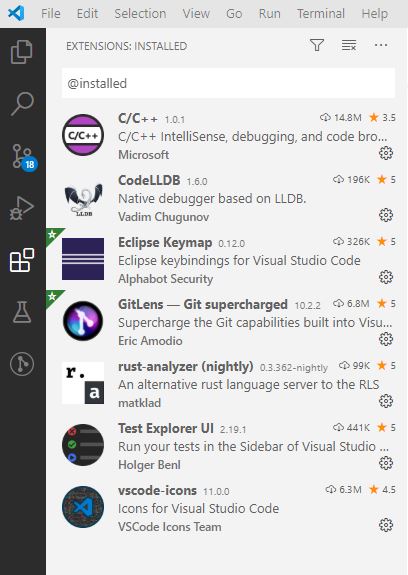 File Edit Selection View Go Run Terminal Help
EXTENSIONS: INSTALLED
@installed
C/C++ 1.0.1 14.8M 3.5
C/C++
C/C++ IntelliSense, debugging, and code bro...
Microsoft
18
CodeLLDB 1.6.0 196K 5
LLDB
Native debugger based on LLDB.
Vadim Chugunov
Eclipse Keymap 0.12.0 326K 5
Eclipse keybindings for Visual Studio Code
Alphabot Security
GitLens — Git supercharged 10.2.2 6.8M 5
Supercharge the Git capabilities built into Visu...
Eric Amodio
rust-analyzer (nightly) 0.3.362-nightly 99K 5
r.
a
An alternative rust language server to the RLS
matklad
Test Explorer UI 2.19.1 441K 5
Run your tests in the Sidebar of Visual Studio ...
Holger Benl
vscode-icons 11.0.0 6.3M 4.5
Icons for Visual Studio Code
VSCode Icons Team